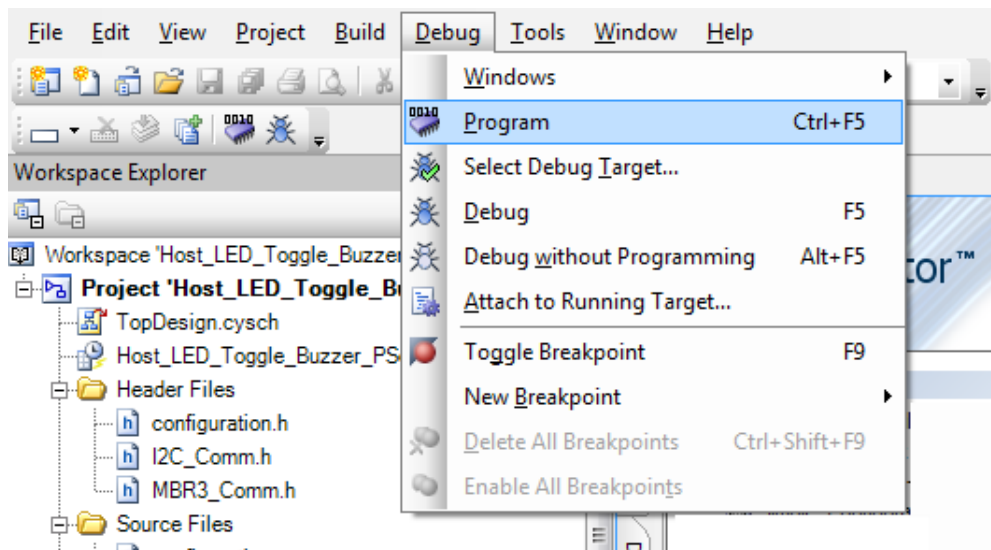 File Edit View Project Build Debug Tools Window Help
Windows
Program Ctrl+F5
Select Debug Target...
Debug F5
Debug without Programming Alt+F5
Attach to Running Target...
Toggle Breakpoint F9
New Breakpoint
Delete All Breakpoints Ctrl+Shift+F9
Enable All Breakpoints
Workspace Explorer
Workspace 'Host_LED_Toggle_Buzzer
Project 'Host_LED_Toggle_B
TopDesign.cysch
Host_LED_Toggle_Buzzer_PS
Header Files
configuration.h
I2C_Comm.h
MBR3_Comm.h
Source Files
tor™